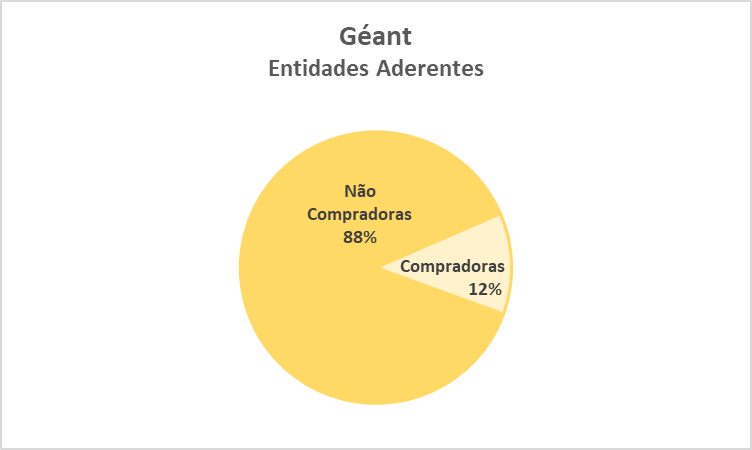 Géant
Entidades Aderentes
Não
Compradoras
88%
Compradoras
12%